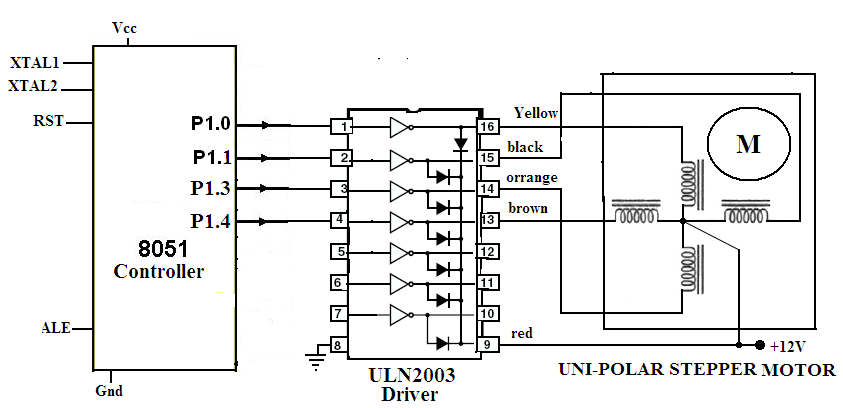 Vcc
XTAL1
XTAL2
RST
P1.0
P1.1
P1.3
P1.4
8051
Controller
ALE
Gnd
1
2
3
4
5
6
7
8
16
15
14
13
12
11
10
9
ULN2003
Driver
Yellow
black
orrange
brown
red
M
+12V
UNI-POLAR STEPPER MOTOR